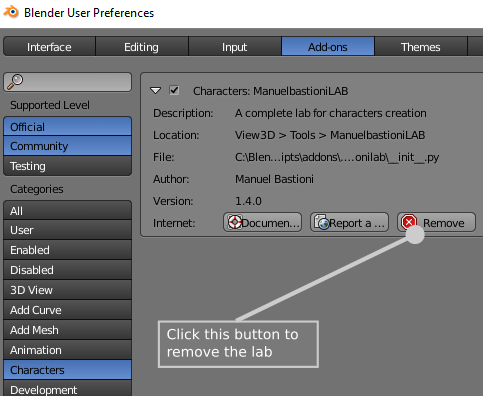 Blender User Preferences
Interface Editing Input Add-ons Themes
Supported Level
Official
Community
Testing
Categories
All
User
Enabled
Disabled
3D View
Add Curve
Add Mesh
Animation
Characters
Development
Characters: ManuelbastioniLAB
Description: A complete lab for characters creation
Location: View3D > Tools > ManuelbastioniLAB
File: C:\Blen...ipts\addons\....onilab\__init__.py
Author: Manuel Bastioni
Version: 1.4.0
Internet: Documen... Report a ... Remove
Click this button to
remove the lab